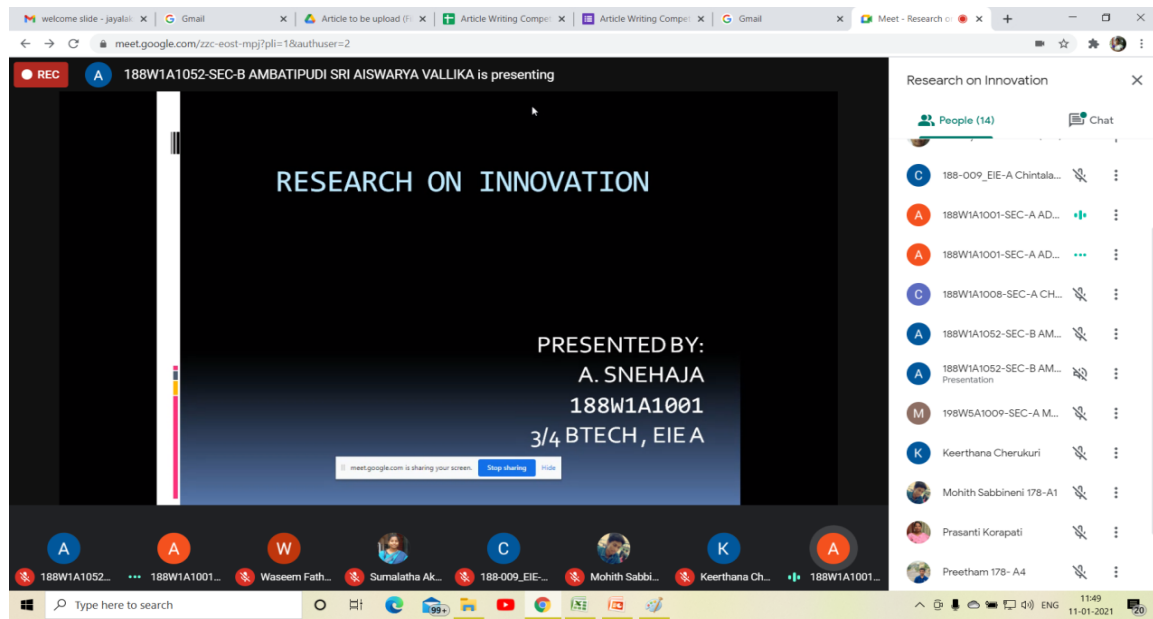 welcome slide - jayalak
Gmail
Article to be upload (F
Article Writing Compet
Article Writing Compet
Gmail
Meet - Research o
meet.google.com/zzc-eost-mpj?pli=1&authuser=2
REC
A
188W1A1052-SEC-B AMBATIPUDI SRI AISWARYA VALLIKA is presenting
RESEARCH ON INNOVATION
PRESENTED BY:
A. SNEHAJA
188W1A1001
3/4 BTECH , EIE A
meet.google.com is sharing your screen.
Stop sharing
Hide
A
188W1A1052...
A
188W1A1001...
W
Waseem Fath...
Sumalatha Ak...
C
188-009_EIE-...
Mohith Sabbi...
K
Keerthana Ch...
A
188W1A1001...
Research on Innovation
People (14)
Chat
C
188-009_EIE-A Chintala...
A
188W1A1001-SEC-A AD...
A
188W1A1001-SEC-A AD...
C
188W1A1008-SEC-A CH...
A
188W1A1052-SEC-B AM...
A
188W1A1052-SEC-B AM...
Presentation
M
198W5A1009-SEC-A M...
K
Keerthana Cherukuri
Mohith Sabbineni 178-A1
Prasanti Korapati
Preetham 178- A4
Type here to search
99+
ENG
11:49
11-01-2021
20